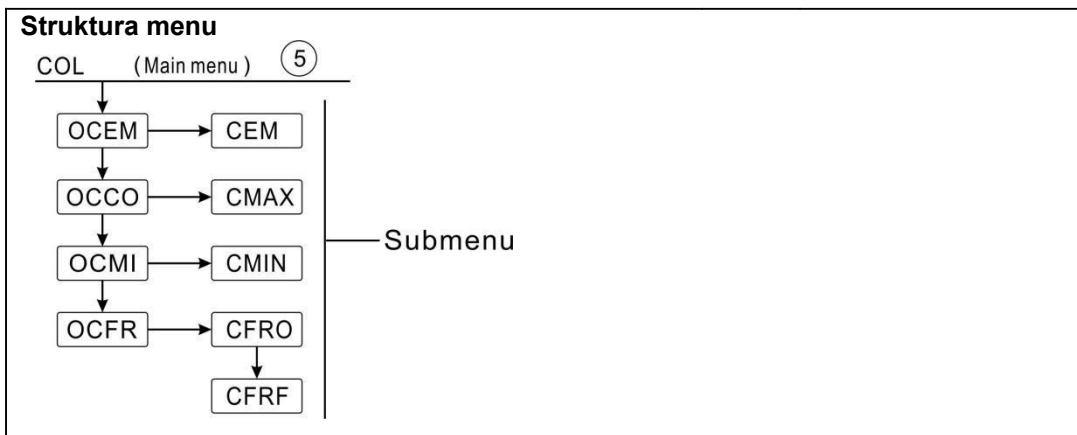 Struktura menu
COL (Main menu) 5
OCEM CEM
OCCO CMAX
Submenu
OCMI CMIN
OCFR CFRO
CFRF